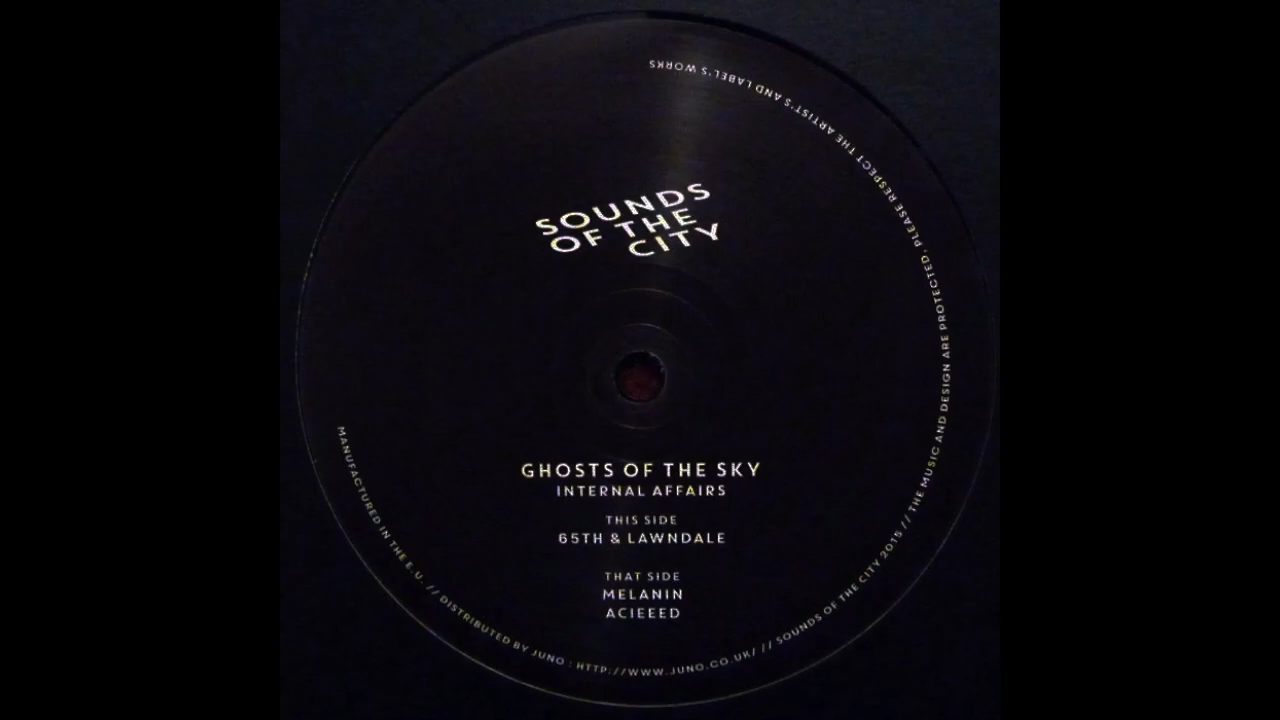 SOUNDS
OF THE
CITY
GHOSTS OF THE SKY
INTERNAL AFFAIRS
THIS SIDE
65TH & LAWNDALE
THAT SIDE
MELANIN
ACIEEED
MANUFACTURED IN THE E.U. // DISTRIBUTED BY JUNO : HTTP://WWW.JUNO.CO.UK/ // SOUNDS OF THE CITY 2015 // THE MUSIC AND DESIGN ARE PROTECTED, PLEASE RESPECT THE ARTIST'S AND LABEL'S WORKS